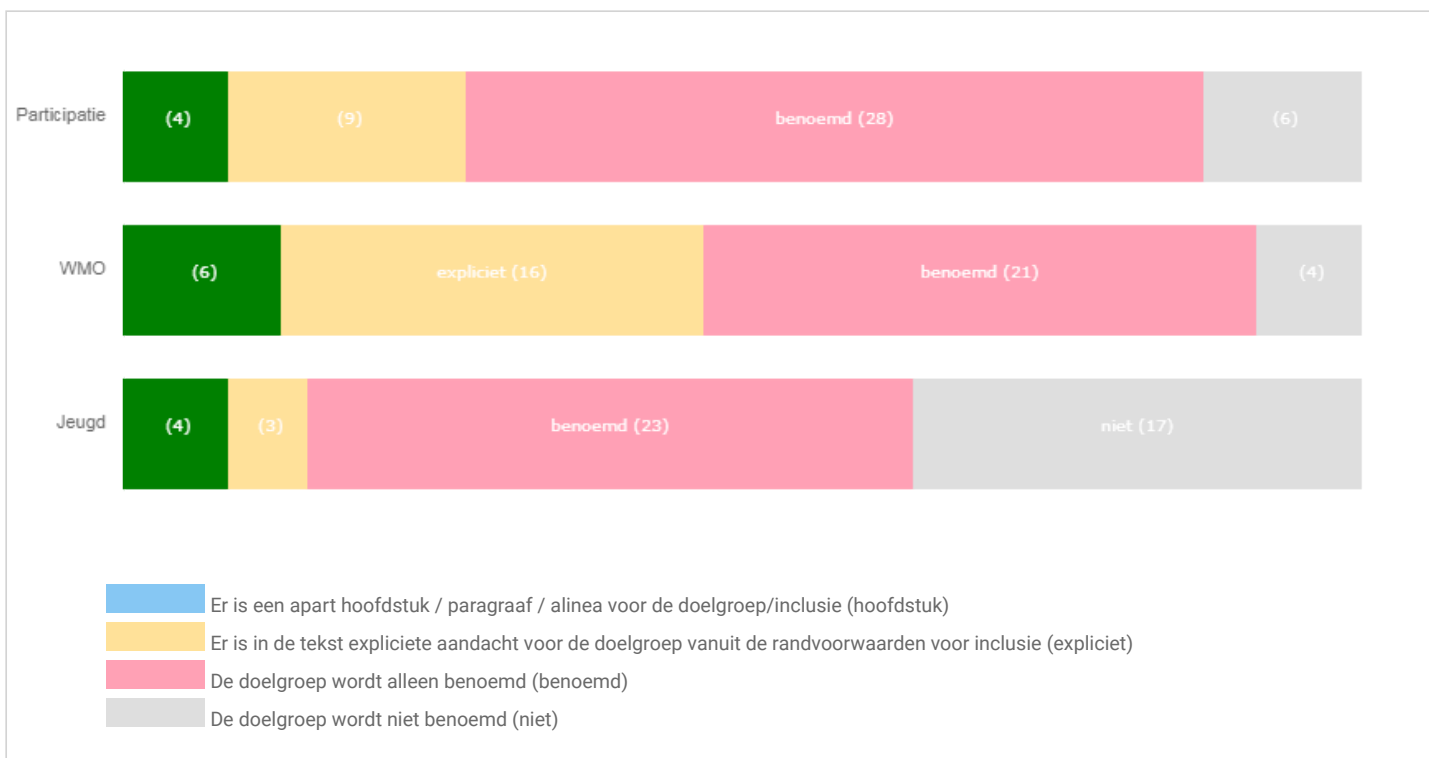 Participatie (4) (9) benoemd (28) (6)
WMO (6) expliciet (16) benoemd (21) (4)
Jeugd (4) (3) benoemd (23) niet (17)
Er is een apart hoofdstuk / paragraaf / alinea voor de doelgroep/inclusie (hoofdstuk)
Er is in de tekst expliciete aandacht voor de doelgroep vanuit de randvoorwaarden voor inclusie (expliciet)
De doelgroep wordt alleen benoemd (benoemd)
De doelgroep wordt niet benoemd (niet)